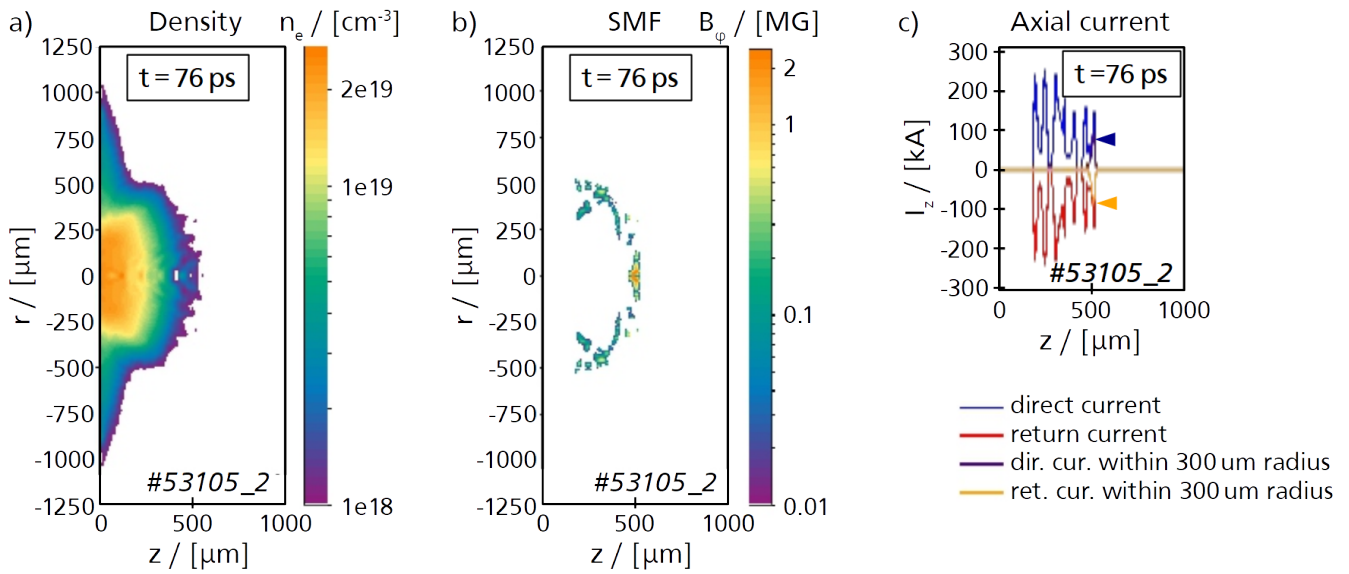 a) Density n_e / [cm⁻³]
t = 76 ps
1250
1000
750
500
250
0
-250
-500
-750
-1000
-1250
r / [µm]
#53105_2
0 500 1000
z / [µm]
2e19
1e19
1e18
b) SMF B_φ / [MG]
t = 76 ps
1250
1000
750
500
250
0
-250
-500
-750
-1000
-1250
r / [µm]
#53105_2
0 500 1000
z / [µm]
2
1
0.1
0.01
c) Axial current
t =76 ps
300
200
100
0
-100
-200
-300
I_z / [kA]
#53105_2
0 500 1000
z / [µm]
direct current
return current
dir. cur. within 300 um radius
ret. cur. within 300 um radius